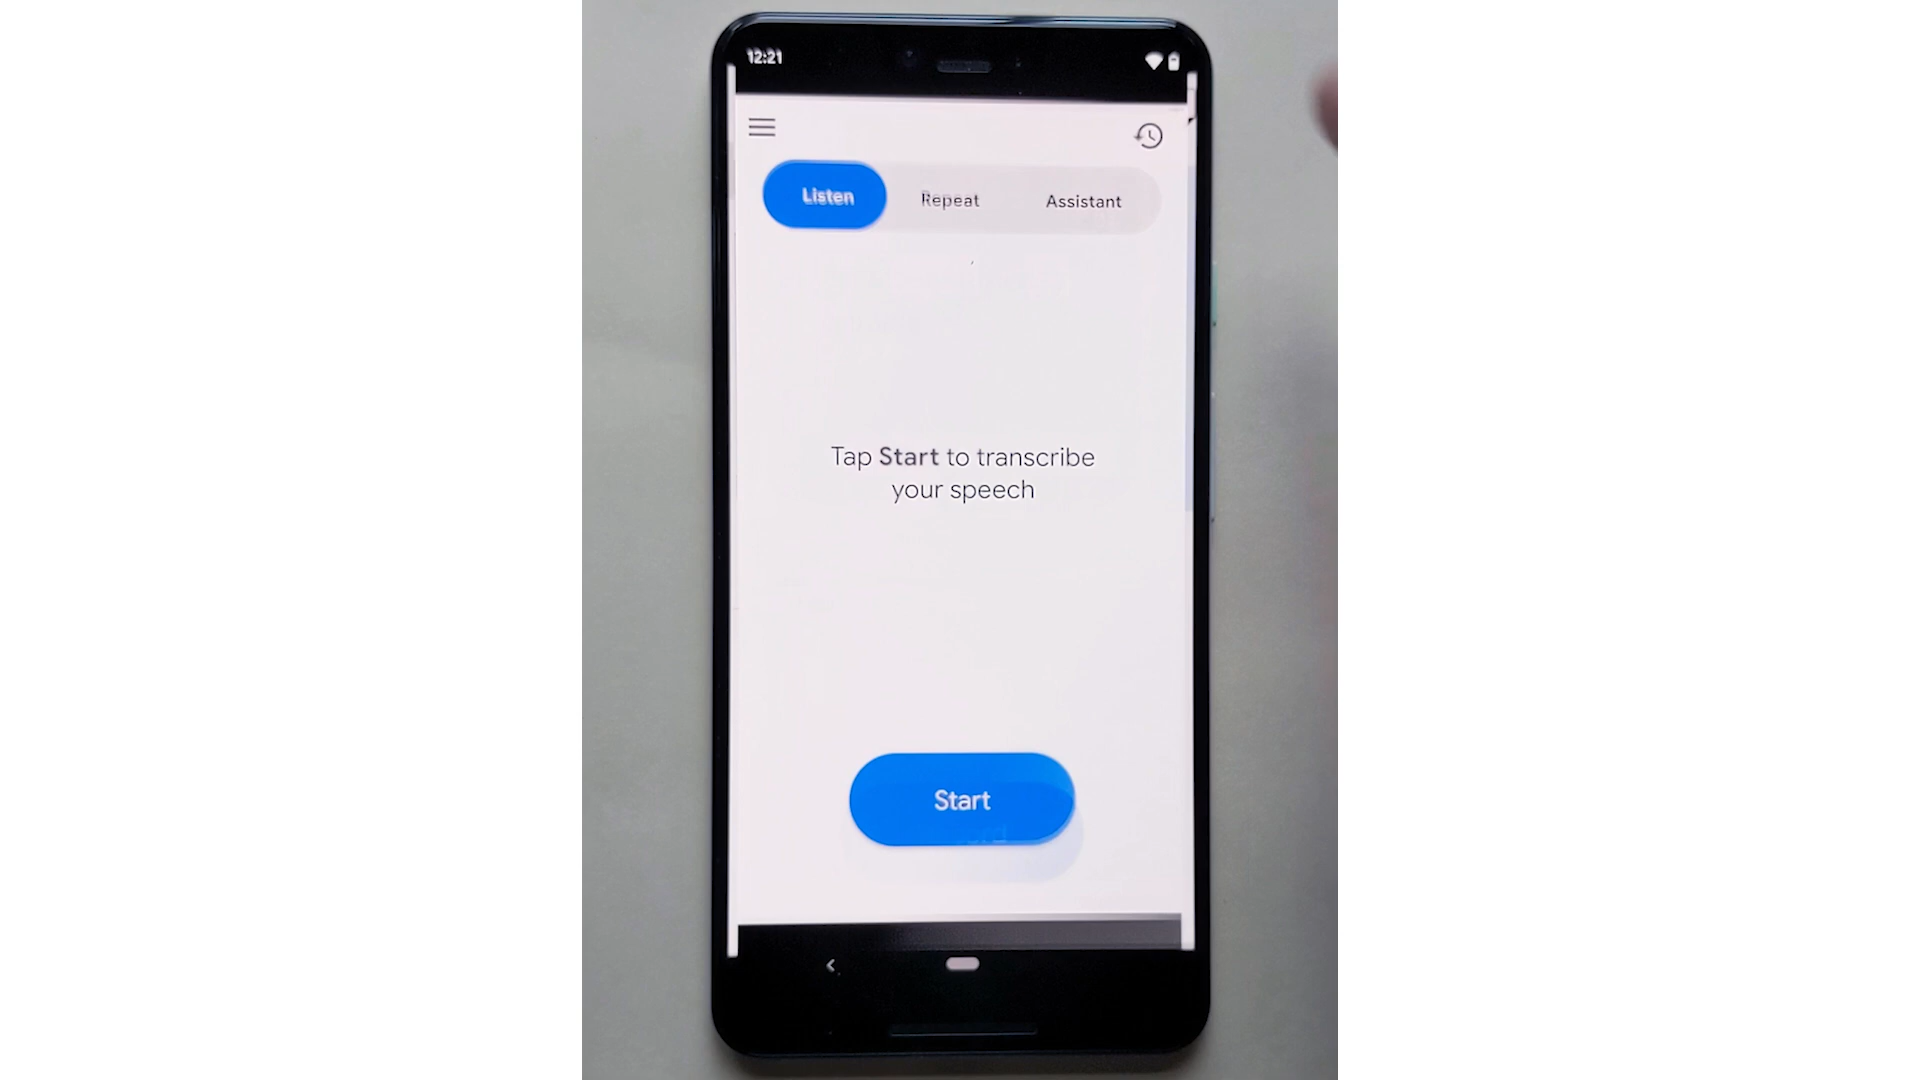 12:21
Listen Repeat Assistant
Tap Start to transcribe
your speech
Start